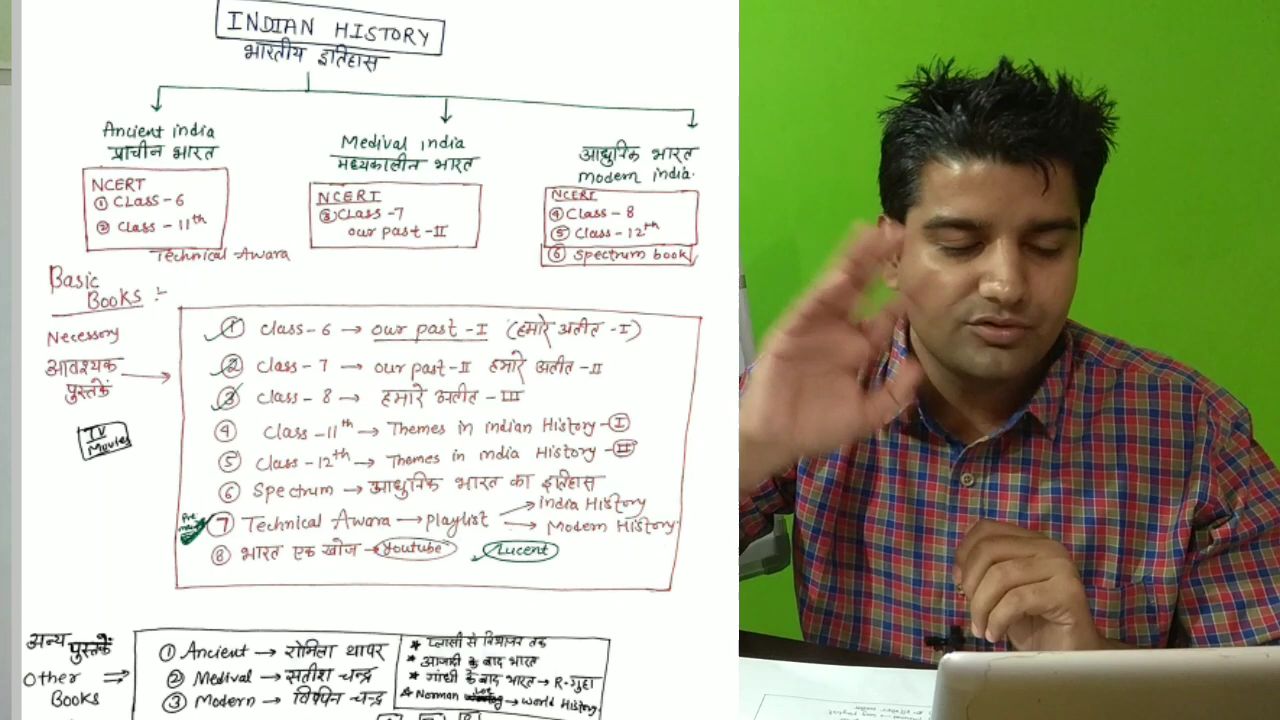 INDIAN HISTORY
भारतीय इतिहास
Ancient india
प्राचीन भारत
NCERT
① CLASS-6
② Class-11th
Technical Awara
Medival india
मध्यकालीन भारत
NCERT
③ Class-7
our past-II
आधुनिक भारत
modern india.
NCERT
④ Class-8
⑤ Class-12th
⑥ Spectrum book
Basic
Books :-
Necessory
आवश्यक
पुस्तकें
TV
Movies
① Class-6 → our past-I (हमारे अतीत-I)
② Class-7 → our past-II हमारे अतीत-II
③ Class-8 → हमारे अतीत-III
④ Class-11th → Themes in indian History-I
⑤ Class-12th → Themes in india History-II
⑥ Spectrum → आधुनिक भारत का इतिहास
Pre
⑦ Technical Awara → playlist → india History
→ Modern History
⑧ भारत एक खोज → Youtube Lucent
अन्य पुस्तकें
Other ⇒
Books
① Ancient → रोमिला थापर
② Medival → सतीश चन्द्र
③ Modern → विपिन चन्द्र
* प्लासी से विभाजन तक
* आजादी के बाद भारत
* गांधी के बाद भारत → R-गुहा
* Norman Low → World History